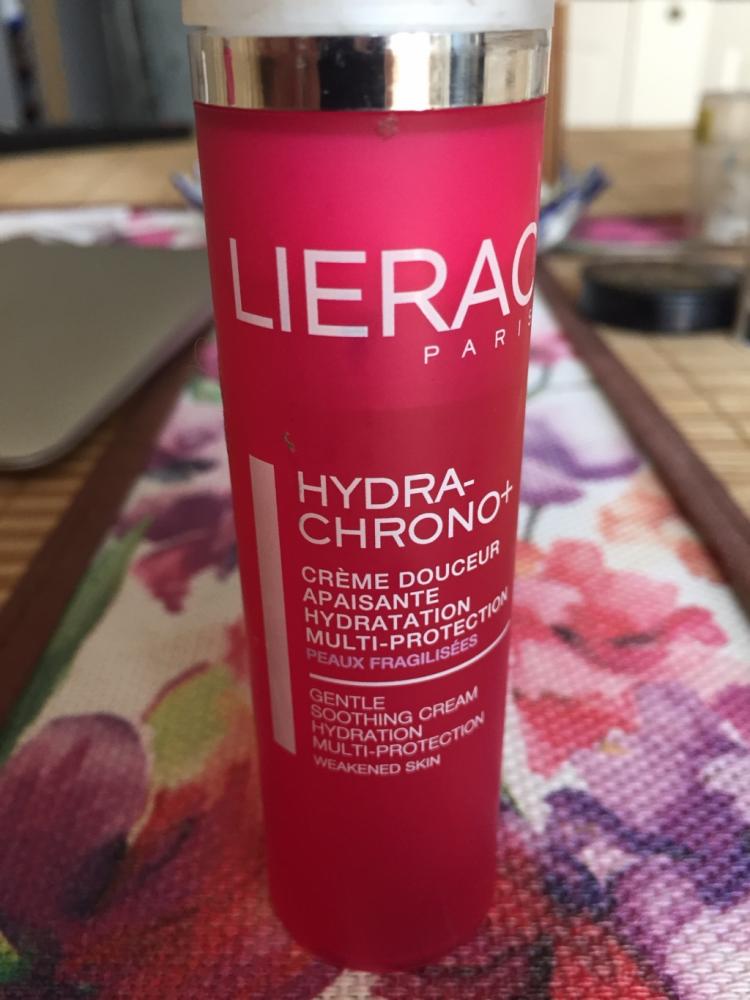 LIERAC
PARIS
HYDRA-
CHRONO+
CRÈME DOUCEUR
APAISANTE
HYDRATATION
MULTI-PROTECTION
PEAUX FRAGILISÉES
GENTLE
SOOTHING CREAM
HYDRATION
MULTI-PROTECTION
WEAKENED SKIN